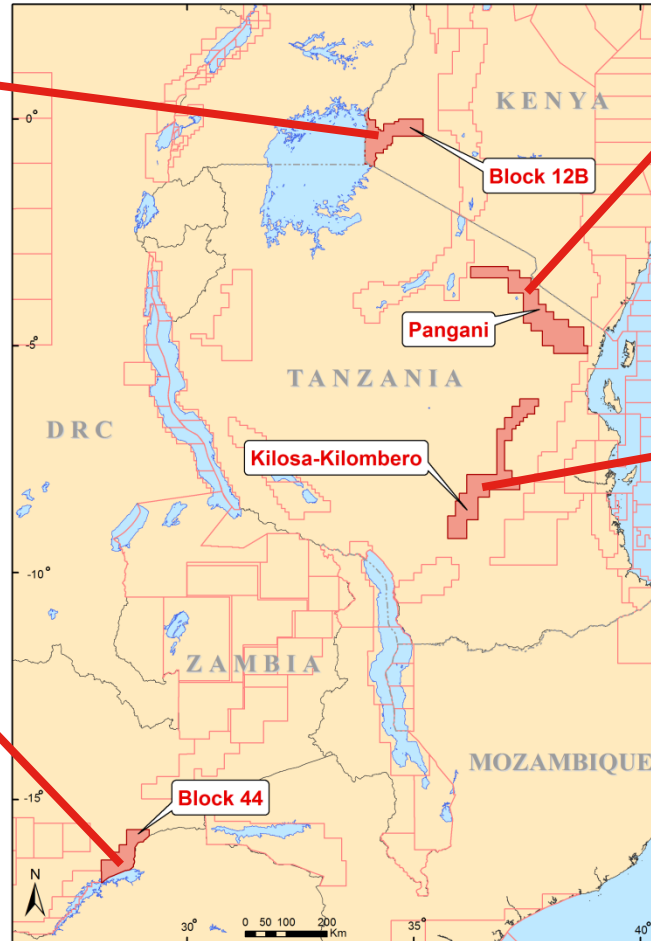 KENYA
0°
Block 12B
Pangani
-5°
TANZANIA
DRC
Kilosa-Kilombero
-10°
ZAMBIA
MOZAMBIQUE
-15°
Block 44
N
30°
35°
40°
0 50 100 200
Km